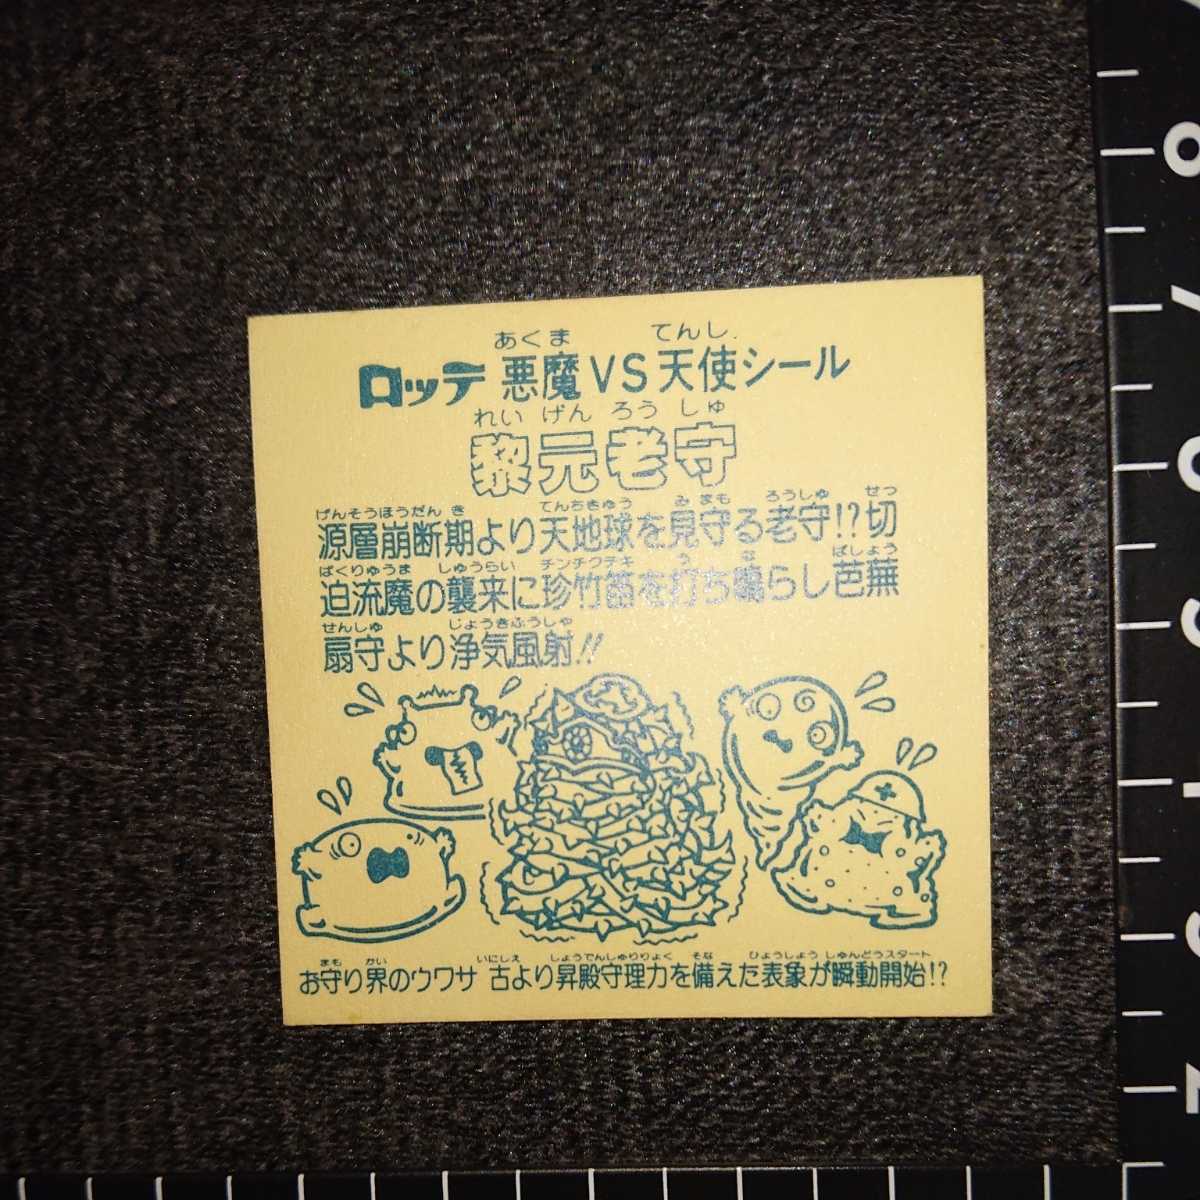 あくま てんし
ロッテ 悪魔VS天使シール
れい げん ろう しゅ
黎元老守
げんそうほうだん き てんちきゅう み まも ろうしゅ せっ
源層崩断期より天地球を見守る老守!?切
ぱくりゅうま しゅうらい チンチクテキ う な ばしょう
迫流魔の襲来に珍竹笛を打ち鳴らし芭蕪
せんしゅ じょうきふうしゃ
扇守より浄気風射!!
まも かい いにしえ しょうでんしゅりりょく そな ひょうしょう しゅんどうスタート
お守り界のウワサ 古より昇殿守理力を備えた表象が瞬動開始!?